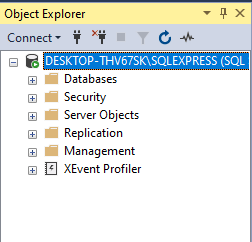 Object Explorer
Connect
DESKTOP-THV67SK\SQLEXPRESS (SQL
Databases
Security
Server Objects
Replication
Management
XEvent Profiler